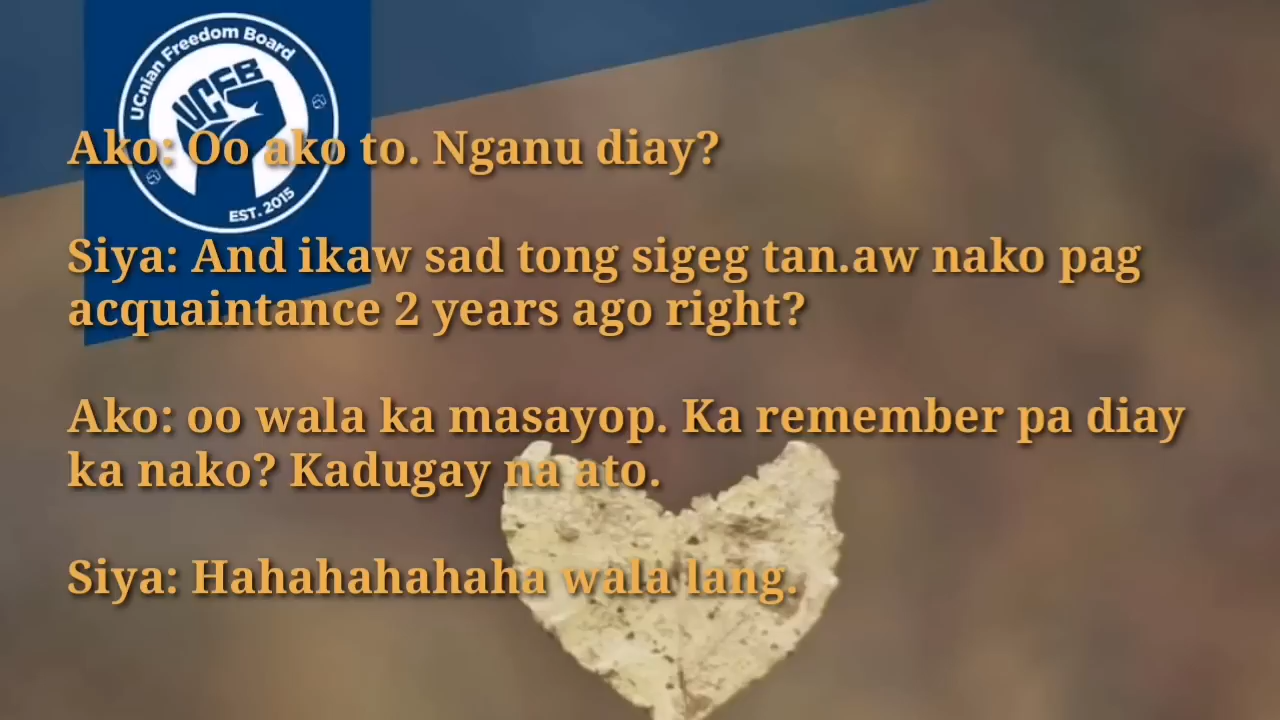 UCnian Freedom Board
UCFB
EST. 2015
Ako: Oo ako to. Nganu diay?
Siya: And ikaw sad tong sigeg tan.aw nako pag
acquaintance 2 years ago right?
Ako: oo wala ka masayop. Ka remember pa diay
ka nako? Kadugay na ato.
Siya: Hahahahahaha wala lang.